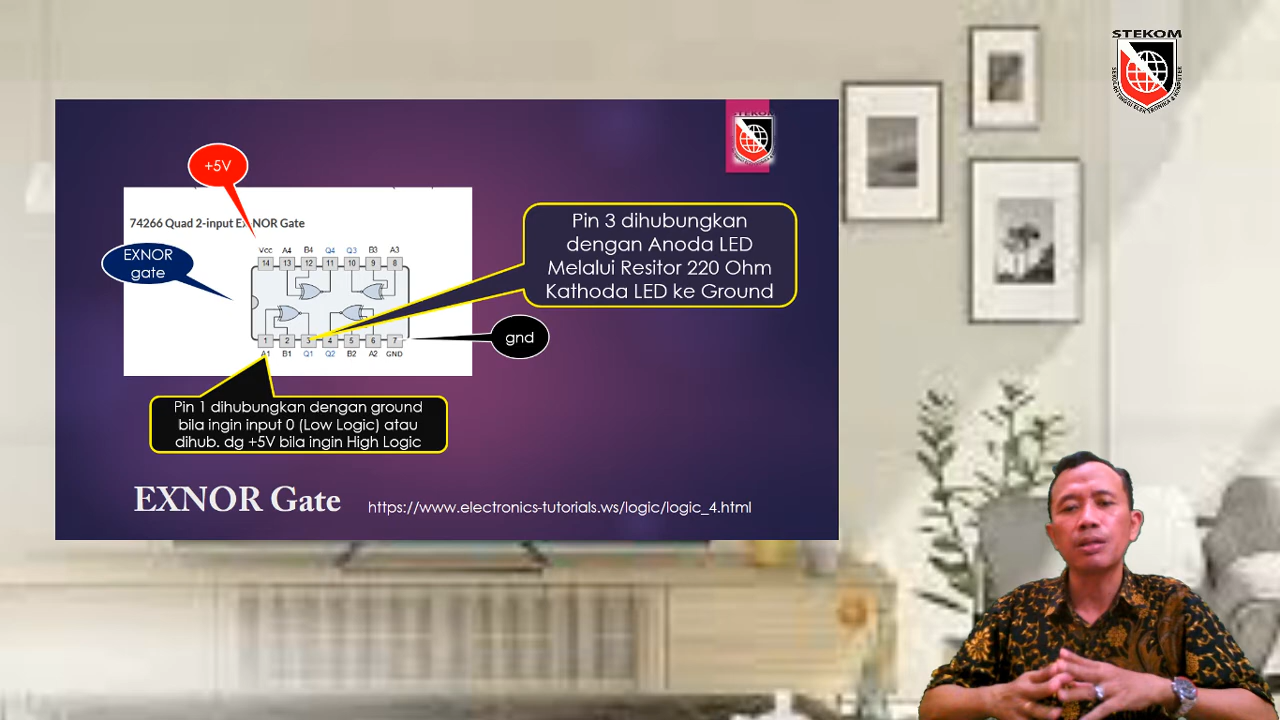 STEKOM
SEKOLAH TINGGI ELEKTRONIKA & KOMPUTER
+5V
74266 Quad 2-input EXNOR Gate
EXNOR
gate
Vcc A4 B4 Q4 Q3 B3 A3
14 13 12 11 10 9 8
1 2 3 4 5 6 7
A1 B1 Q1 Q2 B2 A2 GND
Pin 3 dihubungkan
dengan Anoda LED
Melalui Resitor 220 Ohm
Kathoda LED ke Ground
gnd
Pin 1 dihubungkan dengan ground
bila ingin input 0 (Low Logic) atau
dihub. dg +5V bila ingin High Logic
EXNOR Gate
https://www.electronics-tutorials.ws/logic/logic_4.html